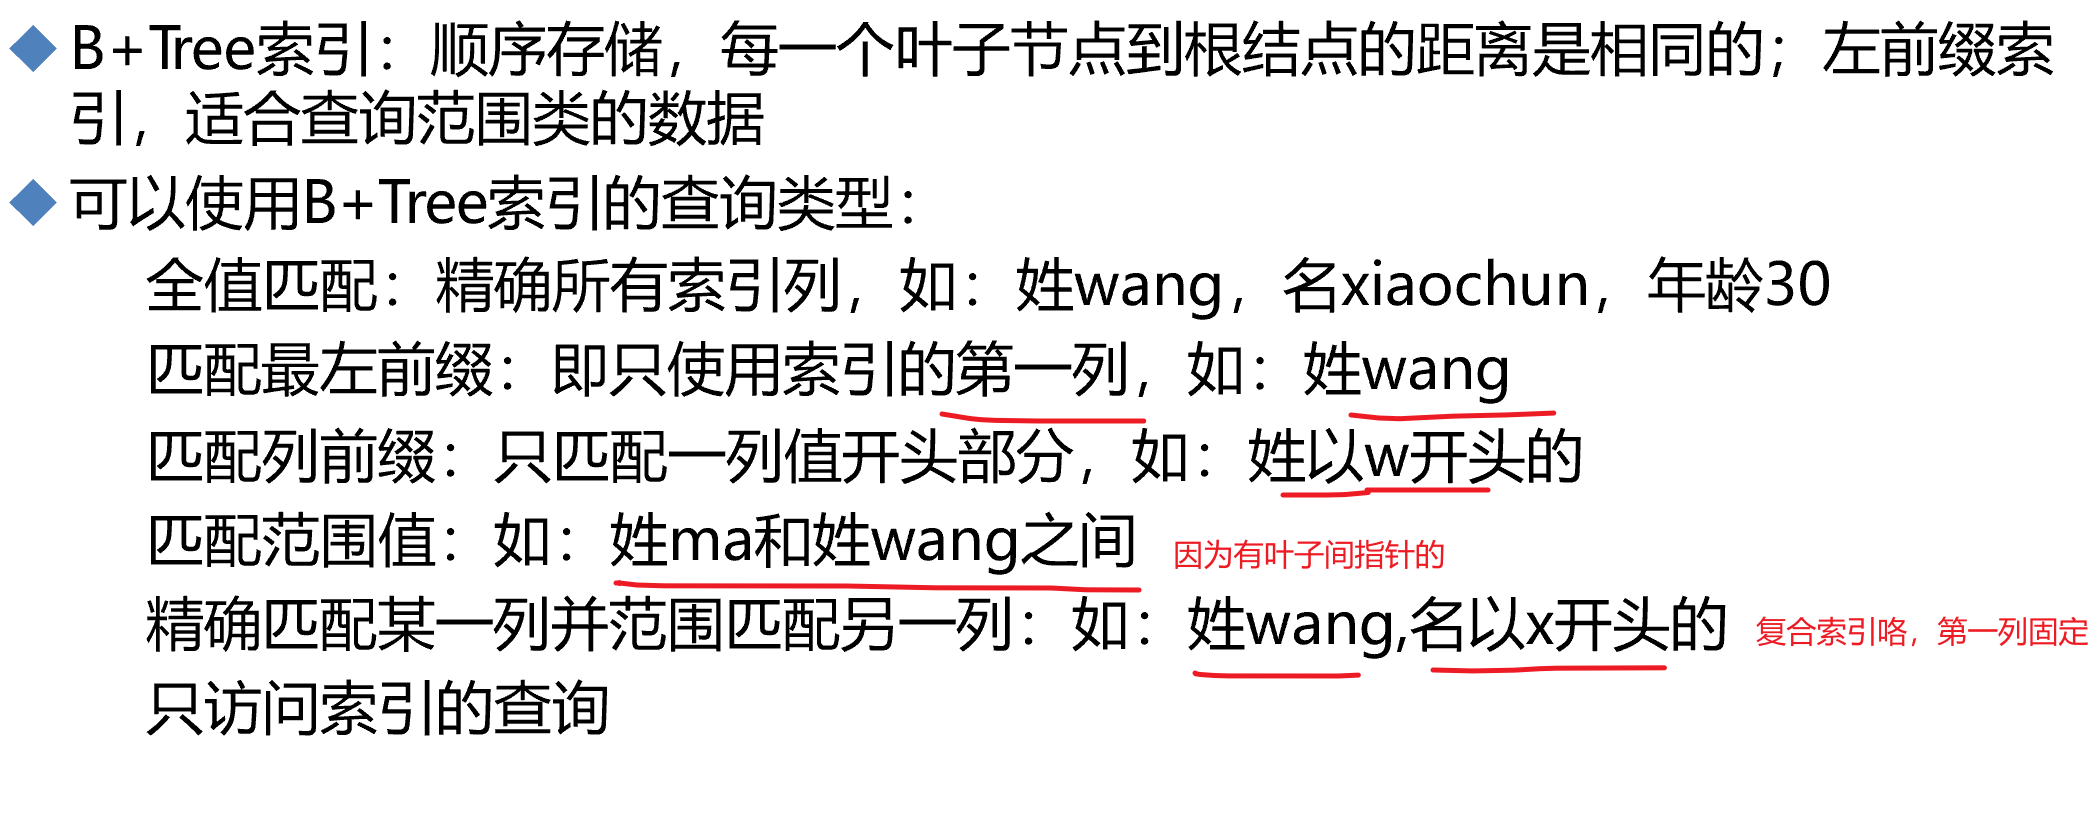 B+Tree索引：顺序存储，每一个叶子节点到根结点的距离是相同的；左前缀索
引，适合查询范围类的数据
可以使用B+Tree索引的查询类型：
全值匹配：精确所有索引列，如：姓wang，名xiaochun，年龄30
匹配最左前缀：即只使用索引的第一列，如：姓wang
匹配列前缀：只匹配一列值开头部分，如：姓以w开头的
匹配范围值：如：姓ma和姓wang之间 因为有叶子间指针的
精确匹配某一列并范围匹配另一列：如：姓wang,名以x开头的 复合索引咯，第一列固定
只访问索引的查询